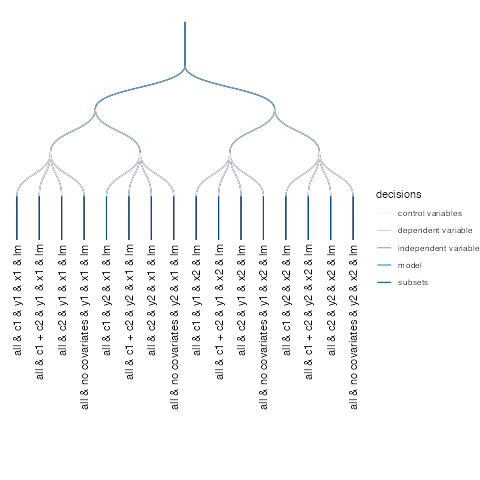 decisions
control variables
dependent variable
independent variable
model
subsets
all & c1 & y1 & x1 & lm
all & c1 + c2 & y1 & x1 & lm
all & c2 & y1 & x1 & lm
all & no covariates & y1 & x1 & lm
all & c1 & y2 & x1 & lm
all & c1 + c2 & y2 & x1 & lm
all & c2 & y2 & x1 & lm
all & no covariates & y2 & x1 & lm
all & c1 & y1 & x2 & lm
all & c1 + c2 & y1 & x2 & lm
all & c2 & y1 & x2 & lm
all & no covariates & y1 & x2 & lm
all & c1 & y2 & x2 & lm
all & c1 + c2 & y2 & x2 & lm
all & c2 & y2 & x2 & lm
all & no covariates & y2 & x2 & lm